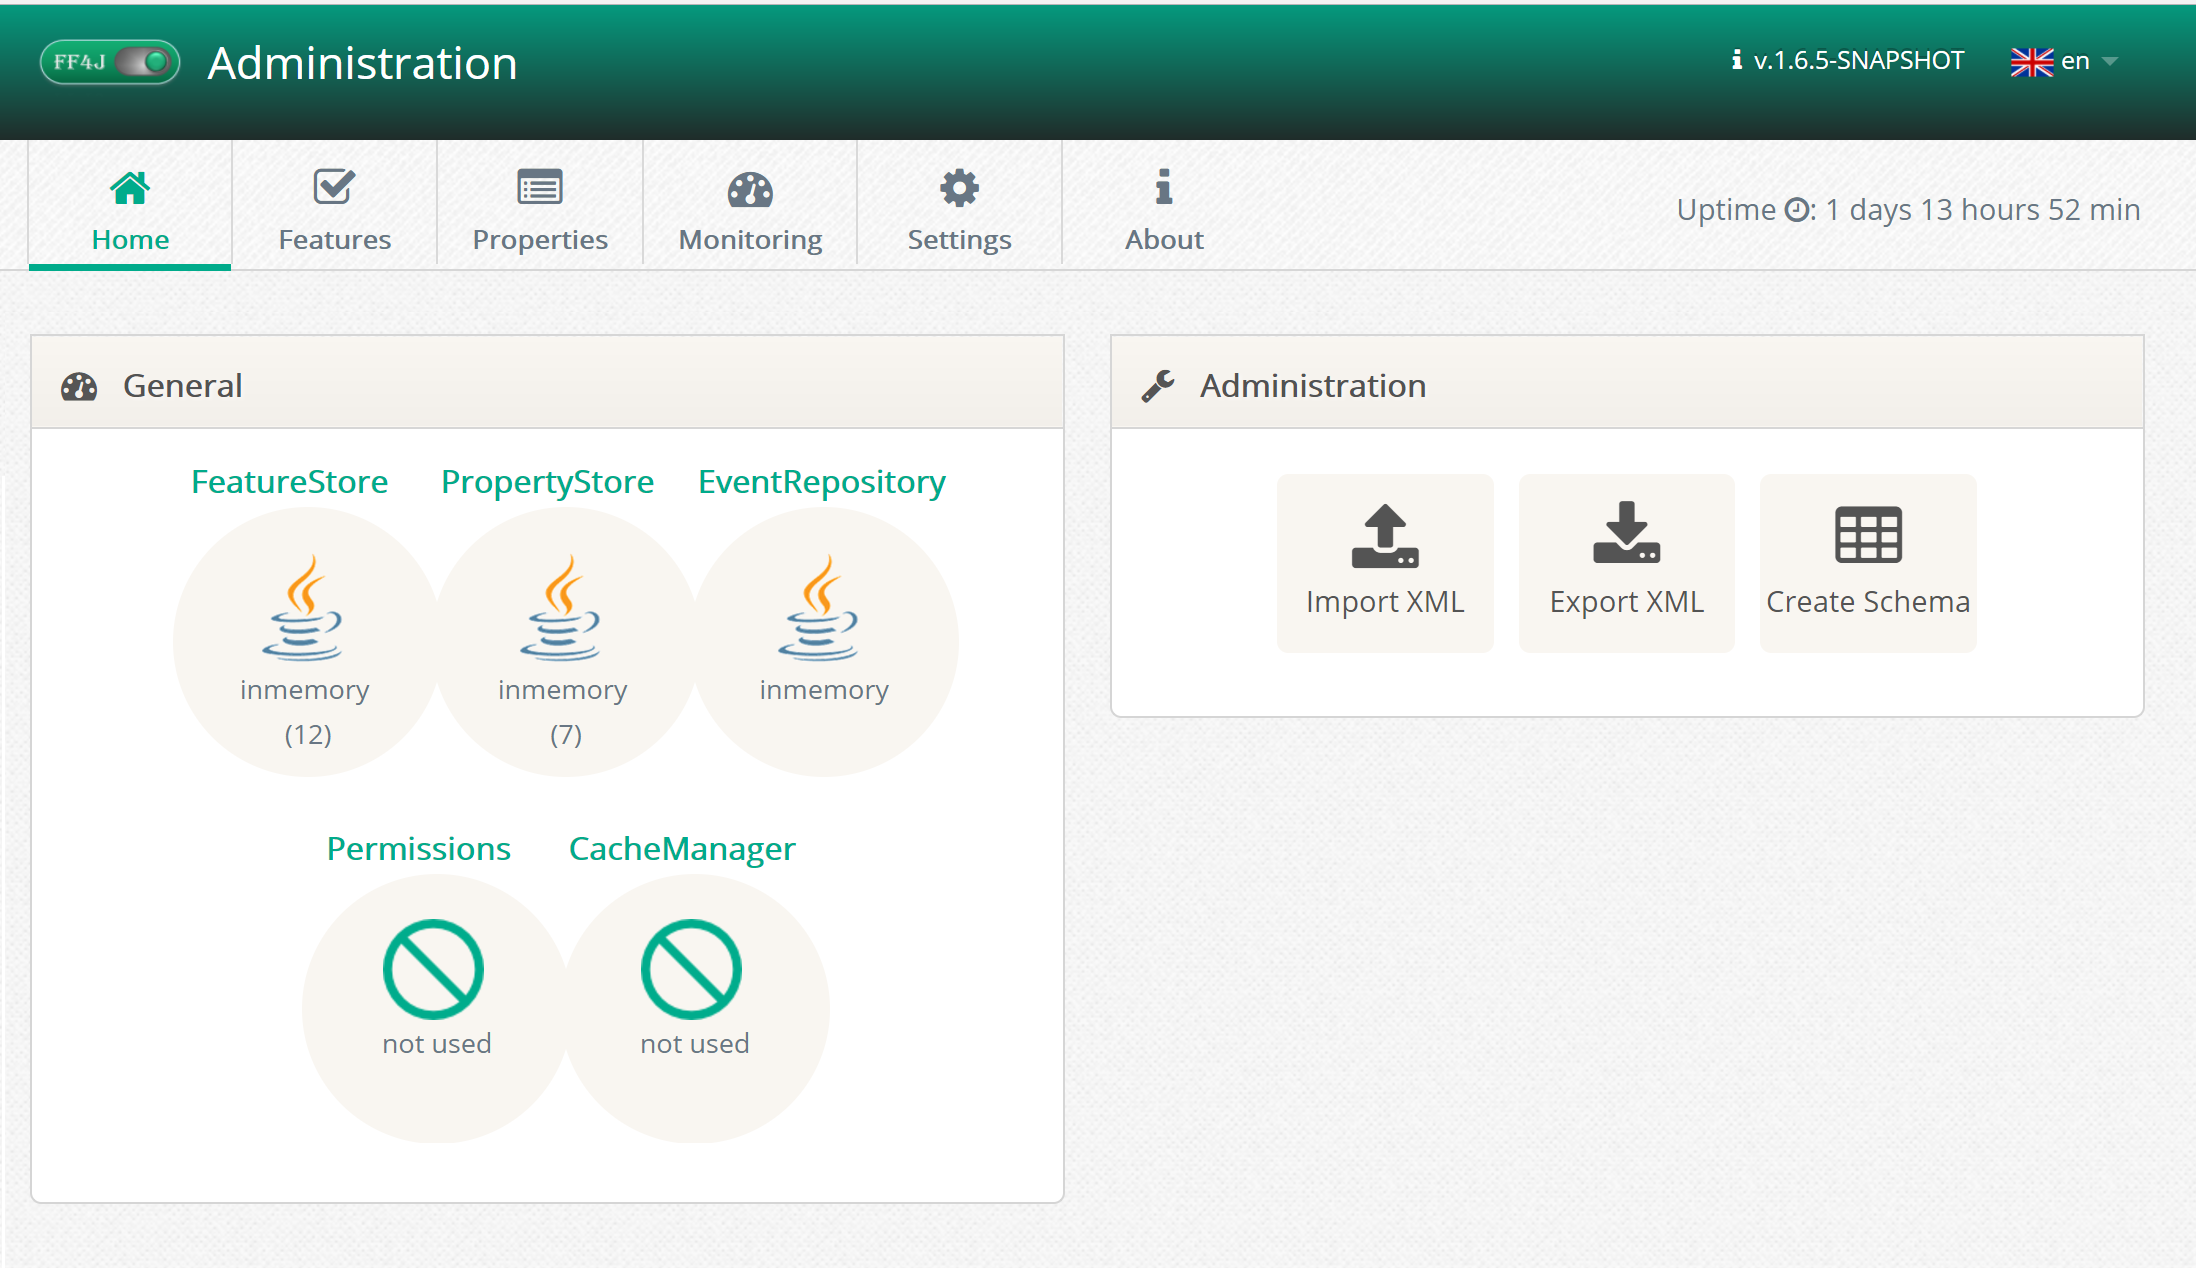 FF4J Administration
v.1.6.5-SNAPSHOT
en
Home
Features
Properties
Monitoring
Settings
About
Uptime : 1 days 13 hours 52 min
General
FeatureStore
PropertyStore
EventRepository
inmemory
(12)
inmemory
(7)
inmemory
Permissions
CacheManager
not used
not used
Administration
Import XML
Export XML
Create Schema